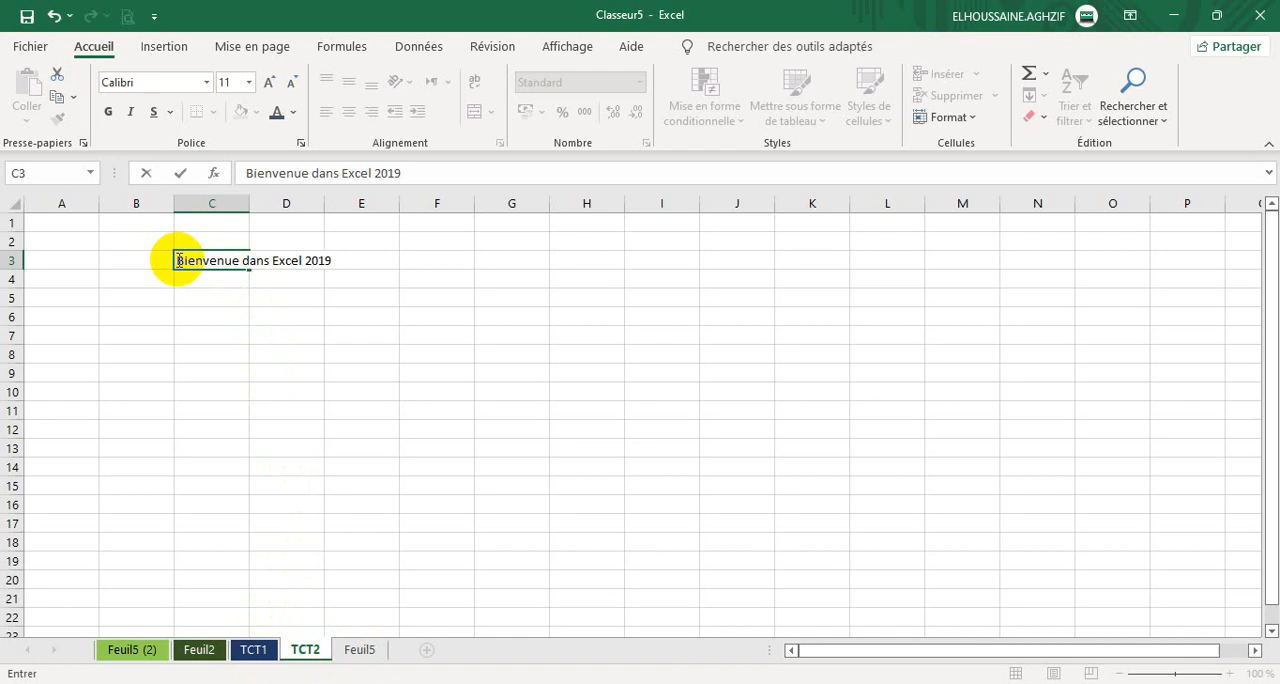 Classeur5 - Excel
ELHOUSSAINE.AGHZIF
Fichier
Accueil
Insertion
Mise en page
Formules
Données
Révision
Affichage
Aide
Rechercher des outils adaptés
Partager
Coller
Presse-papiers
Calibri
11
G I S
Police
Alignement
Standard
% 000
Nombre
Mise en forme conditionnelle
Mettre sous forme de tableau
Styles de cellules
Styles
Insérer
Supprimer
Format
Cellules
Trier et filtrer
Rechercher et sélectionner
Édition
C3
fx
Bienvenue dans Excel 2019
A B C D E F G H I J K L M N O P
1
2
3 Bienvenue dans Excel 2019
4
5
6
7
8
9
10
11
12
13
14
15
16
17
18
19
20
21
22
23
Feuil5 (2)
Feuil2
TCT1
TCT2
Feuil5
Entrer
100 %